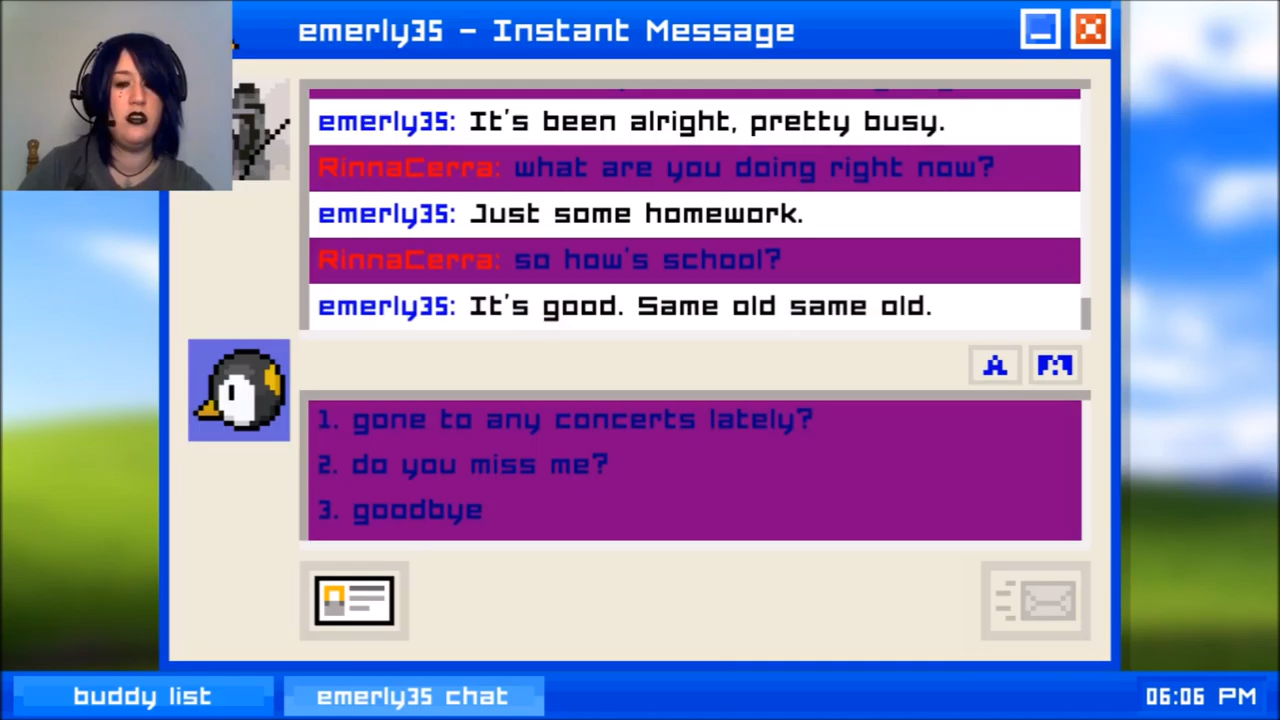 emerly35 - Instant Message
emerly35: It's been alright, pretty busy.
RinnaCerra: what are you doing right now?
emerly35: Just some homework.
RinnaCerra: so how's school?
emerly35: It's good. Same old same old.
A
1. gone to any concerts lately?
2. do you miss me?
3. goodbye
buddy list
emerly35 chat
06:06 PM